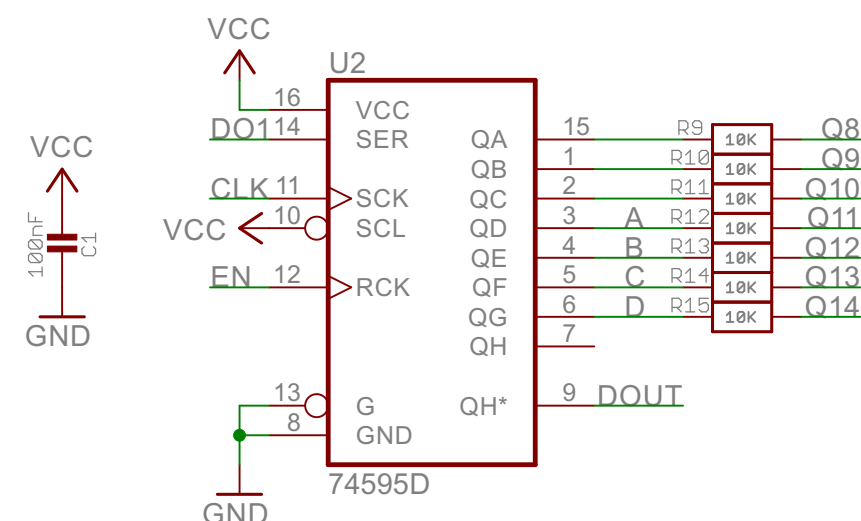 VCC
U2
16 VCC
DO1 14 SER QA 15 R9 10K Q8
VCC QB 1 R10 10K Q9
CLK 11 SCK QC 2 R11 10K Q10
VCC 10 SCL QD 3 A R12 10K Q11
100nF C1 QE 4 B R13 10K Q12
EN 12 RCK QF 5 C R14 10K Q13
QG 6 D R15 10K Q14
GND QH 7
13 G QH* 9 DOUT
8 GND
74595D
GND